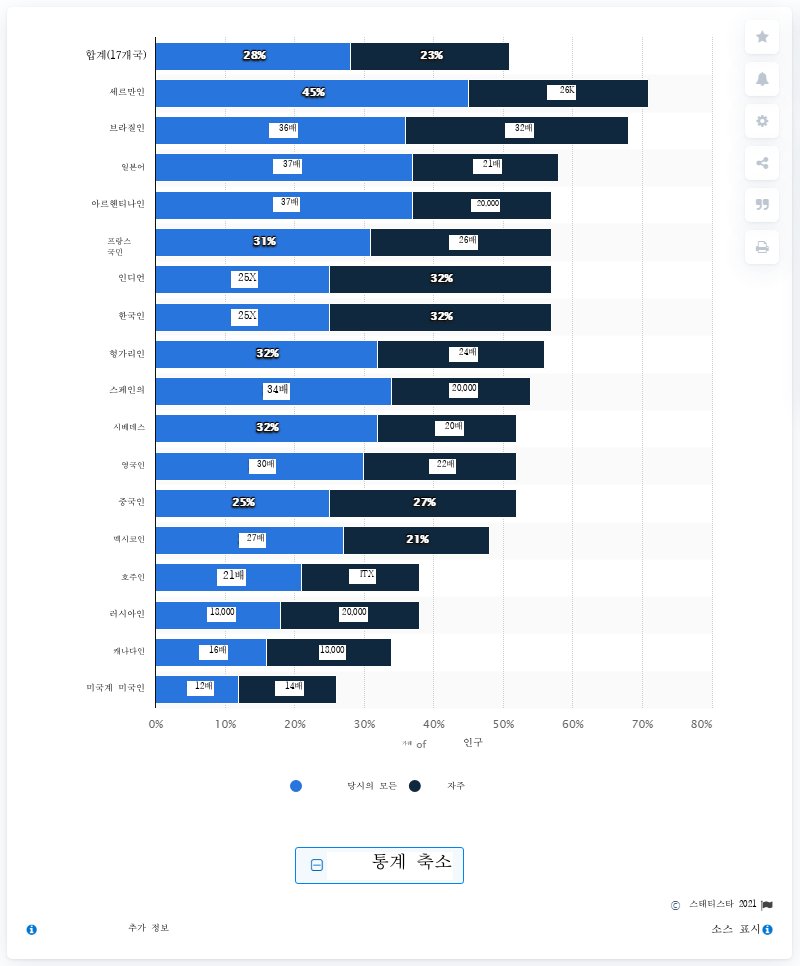 합계(17개국) 28% 23%
세르만인 45% 26X
브라질인 36배 32배
일본어 37배 21배
아르헨티나인 37배 20,000
프랑스 31% 26배
국민
인디언 25X 32%
한국인 25X 32%
헝가리인 32% 24배
스페인의 34배 20,000
시베데스 32% 20배
영국인 30배 22배
중국인 25% 27%
멕시코인 27배 21%
호주인 21배 ITX
러시아인 18,000 20,000
캐나다인 16배 18,000
미국계 미국인 12배 14배
0% 10% 20% 30% 40% 50% 60% 70% 80%
of 인구
당시의 모든 자주
통계 축소
© 스태티스타 2021
추가 정보 소스 표시